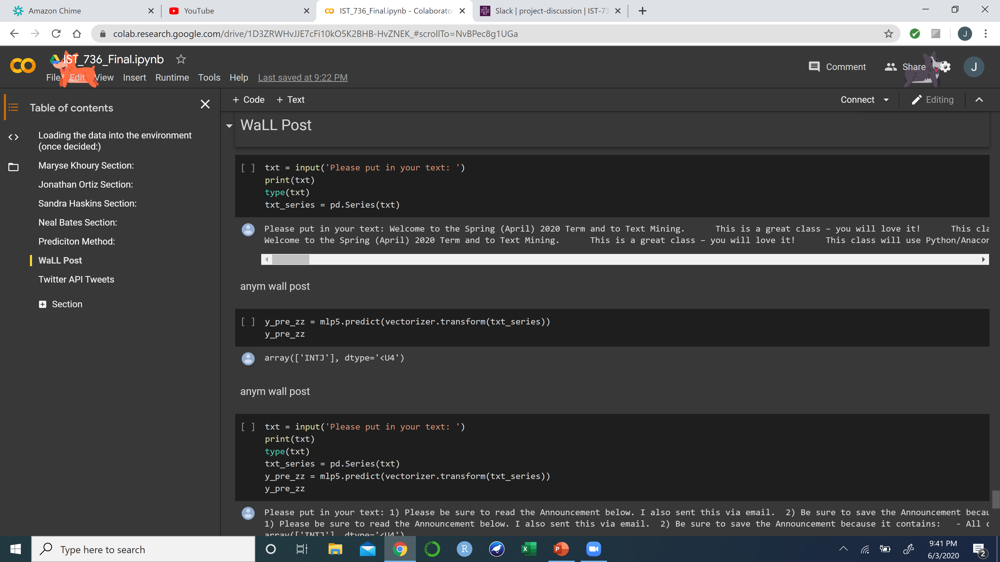 Amazon Chime
YouTube
IST_736_Final.ipynb - Colaborator
Slack | project-discussion | IST-73
colab.research.google.com/drive/1D3ZRWHvJJE7cFi10kO5K2BHB-HvZNEK_#scrollTo=NvBPec8g1UGa
J
IST_736_Final.ipynb
Comment
Share
J
File Edit View Insert Runtime Tools Help Last saved at 9:22 PM
+ Code + Text
Connect
Editing
Table of contents
Loading the data into the environment
(once decided:)
Maryse Khoury Section:
Jonathan Ortiz Section:
Sandra Haskins Section:
Neal Bates Section:
Prediciton Method:
WaLL Post
Twitter API Tweets
Section
WaLL Post
[ ] txt = input('Please put in your text: ')
print(txt)
type(txt)
txt_series = pd.Series(txt)
Please put in your text: Welcome to the Spring (April) 2020 Term and to Text Mining. This is a great class – you will love it! This cla
Welcome to the Spring (April) 2020 Term and to Text Mining. This is a great class – you will love it! This class will use Python/Anacon
anym wall post
[ ] y_pre_zz = mlp5.predict(vectorizer.transform(txt_series))
y_pre_zz
array(['INTJ'], dtype='<U4')
anym wall post
[ ] txt = input('Please put in your text: ')
print(txt)
type(txt)
txt_series = pd.Series(txt)
y_pre_zz = mlp5.predict(vectorizer.transform(txt_series))
y_pre_zz
Please put in your text: 1) Please be sure to read the Announcement below. I also sent this via email. 2) Be sure to save the Announcement becau
1) Please be sure to read the Announcement below. I also sent this via email. 2) Be sure to save the Announcement because it contains: - All c
array(['INTJ'], dtype='<U4')
Type here to search
R
X
P
9:41 PM
6/3/2020
2